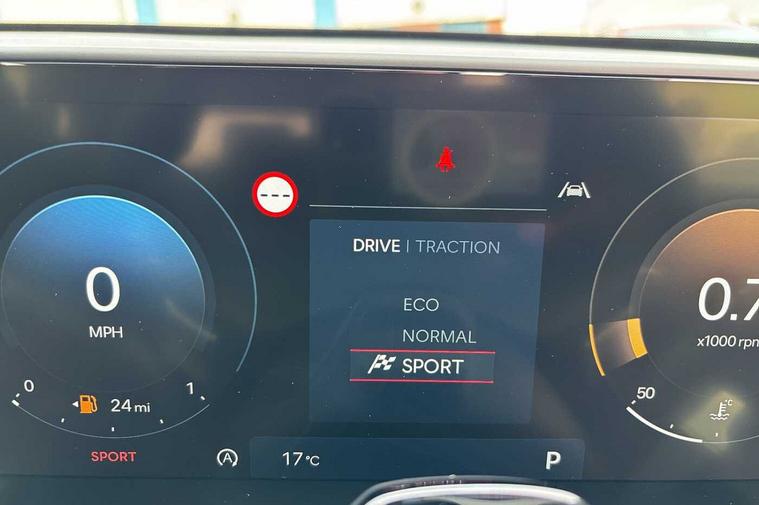 ---
DRIVE | TRACTION
ECO
0
NORMAL
MPH
SPORT
0.7
x1000 rpm
0
1
24 mi
50
°C
SPORT
A
17°C
P